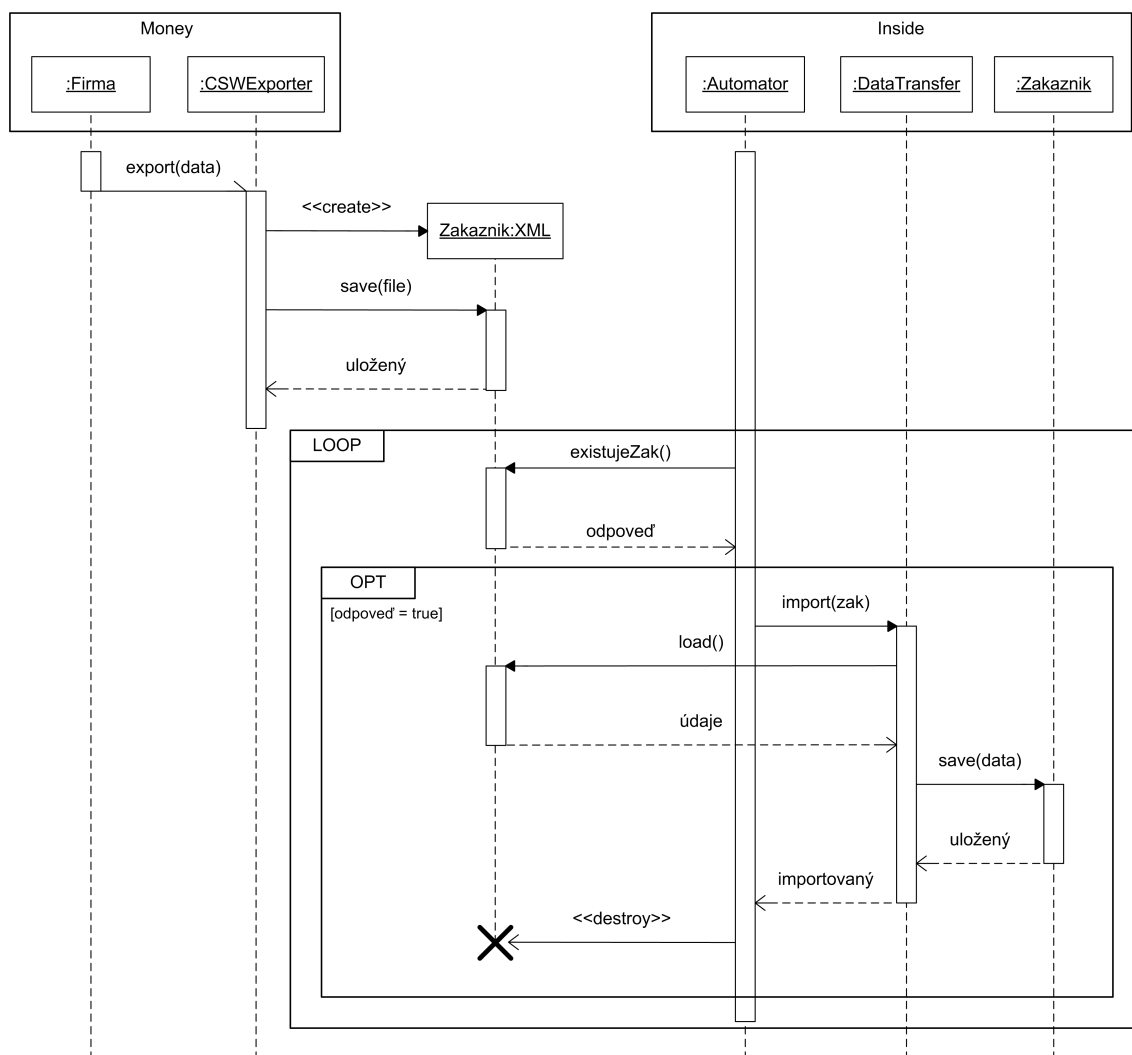 Money
Inside
:Firma
:CSWExporter
:Automator
:DataTransfer
:Zakaznik
export(data)
<<create>>
Zakaznik:XML
save(file)
uložený
LOOP
existujeZak()
odpoveď
OPT
[odpoveď = true]
import(zak)
load()
údaje
save(data)
uložený
importovaný
<<destroy>>